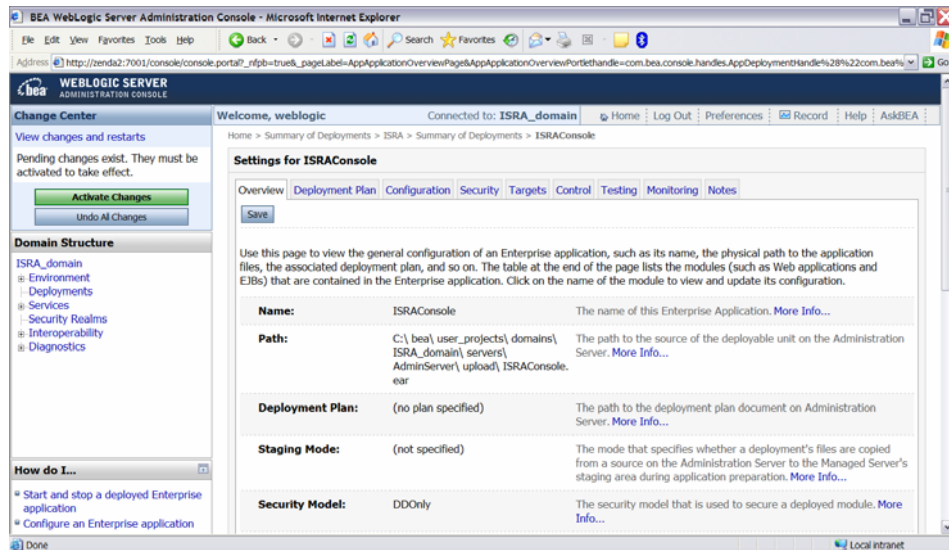 BEA WebLogic Server Administration Console - Microsoft Internet Explorer
File Edit View Favorites Tools Help
Back Search Favorites
Address http://zenda2:7001/console/console.portal?_nfpb=true&_pageLabel=AppApplicationOverviewPage&AppApplicationOverviewPortlethandle=com.bea.console.handles.AppDeploymentHandle%28%22com.bea% Go
bea WEBLOGIC SERVER
ADMINISTRATION CONSOLE
Change Center
View changes and restarts
Pending changes exist. They must be
activated to take effect.
Activate Changes
Undo All Changes
Domain Structure
ISRA_domain
Environment
Deployments
Services
Security Realms
Interoperability
Diagnostics
How do I...
Start and stop a deployed Enterprise
application
Configure an Enterprise application
Welcome, weblogic Connected to: ISRA_domain Home Log Out Preferences Record Help AskBEA
Home > Summary of Deployments > ISRA > Summary of Deployments > ISRAConsole
Settings for ISRAConsole
Overview Deployment Plan Configuration Security Targets Control Testing Monitoring Notes
Save
Use this page to view the general configuration of an Enterprise application, such as its name, the physical path to the application
files, the associated deployment plan, and so on. The table at the end of the page lists the modules (such as Web applications and
EJBs) that are contained in the Enterprise application. Click on the name of the module to view and update its configuration.
Name: ISRAConsole The name of this Enterprise Application. More Info...
Path: C:\ bea\ user_projects\ domains\ The path to the source of the deployable unit on the Administration
ISRA_domain\ servers\ Server. More Info...
AdminServer\ upload\ ISRAConsole.
ear
Deployment Plan: (no plan specified) The path to the deployment plan document on Administration
Server. More Info...
Staging Mode: (not specified) The mode that specifies whether a deployment's files are copied
from a source on the Administration Server to the Managed Server's
staging area during application preparation. More Info...
Security Model: DDOnly The security model that is used to secure a deployed module. More
Info...
Done Local intranet